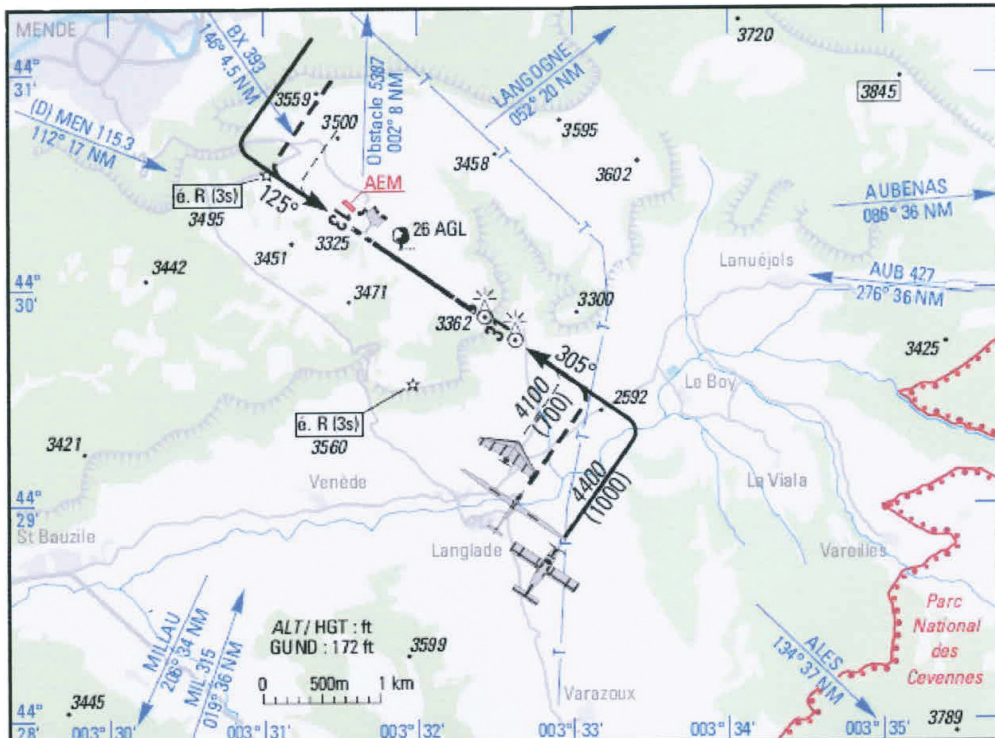 MENDE
44°
31'
BX 393
146° 4.5 NM
(D) MEN 115.3
112° 17 NM
Obstacle 5387
002° 8 NM
LANGOGNE
052° 20 NM
3720
3845
3559
3500
3595
3458
3602
AEM
é. R (3s)
3495
125°
13
26 AGL
3325
3451
AUBENAS
086° 36 NM
Lanuéjols
AUB 427
276° 36 NM
3442
44°
30'
3471
3300
3362
31
3425
305°
Le Boy
4100
(700)
2592
é. R (3s)
3560
3421
Venède
4400
(1000)
La Viala
44°
29'
St Bauzile
Langlade
Vareilles
Parc
National
des
Cevennes
MILLAU
206° 34 NM
MIL 315
019° 36 NM
ALT/ HGT : ft
GUND : 172 ft
0 500m 1 km
3599
ALES
134° 37 NM
Varazoux
3445
3789
44°
28'
003° 30'
003° 31'
003° 32'
003° 33'
003° 34'
003° 35'